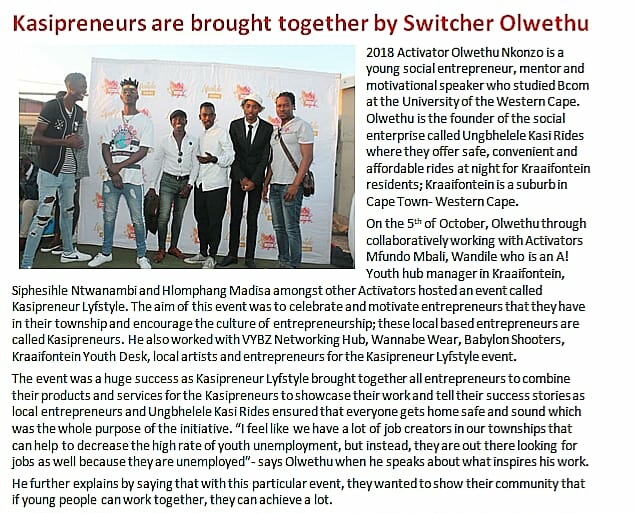 Kasipreneurs are brought together by Switcher Olwethu
2018 Activator Olwethu Nkonzo is a
young social entrepreneur, mentor and
motivational speaker who studied Bcom
at the University of the Western Cape.
Olwethu is the founder of the social
enterprise called Ungbhelele Kasi Rides
where they offer safe, convenient and
affordable rides at night for Kraaifontein
residents; Kraaifontein is a suburb in
Cape Town- Western Cape.
On the 5th of October, Olwethu through
collaboratively working with Activators
Mfundo Mbali, Wandile who is an A!
Youth hub manager in Kraaifontein,
Siphesihle Ntwanambi and Hlomphang Madisa amongst other Activators hosted an event called
Kasipreneur Lyfstyle. The aim of this event was to celebrate and motivate entrepreneurs that they have
in their township and encourage the culture of entrepreneurship; these local based entrepreneurs are
called Kasipreneurs. He also worked with VYBZ Networking Hub, Wannabe Wear, Babylon Shooters,
Kraaifontein Youth Desk, local artists and entrepreneurs for the Kasipreneur Lyfstyle event.
The event was a huge success as Kasipreneur Lyfstyle brought together all entrepreneurs to combine
their products and services for the Kasipreneurs to showcase their work and tell their success stories as
local entrepreneurs and Ungbhelele Kasi Rides ensured that everyone gets home safe and sound which
was the whole purpose of the initiative. “I feel like we have a lot of job creators in our townships that
can help to decrease the high rate of youth unemployment, but instead, they are out there looking for
jobs as well because they are unemployed”- says Olwethu when he speaks about what inspires his work.
He further explains by saying that with this particular event, they wanted to show their community that
if young people can work together, they can achieve a lot.